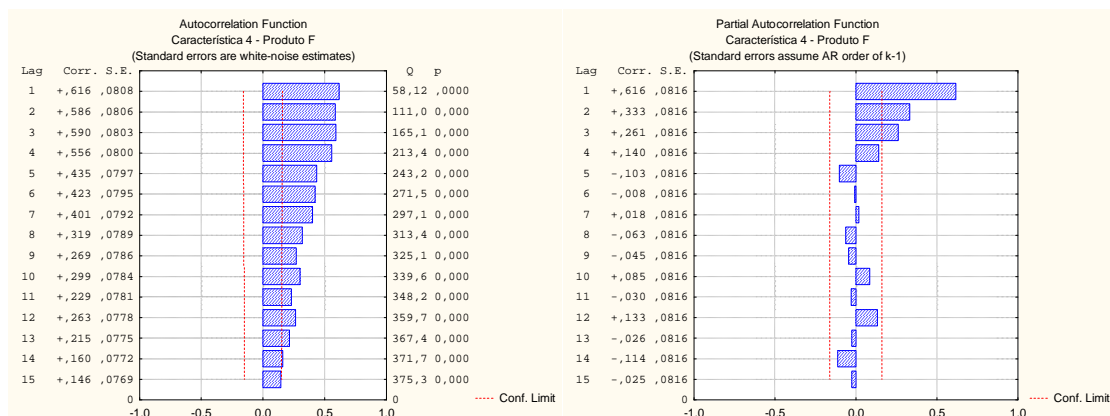 Autocorrelation Function
Característica 4 - Produto F
(Standard errors are white-noise estimates)
Lag Corr. S.E. Q p
1 +,616 ,0808 58,12 ,0000
2 +,586 ,0806 111,0 0,000
3 +,590 ,0803 165,1 0,000
4 +,556 ,0800 213,4 0,000
5 +,435 ,0797 243,2 0,000
6 +,423 ,0795 271,5 0,000
7 +,401 ,0792 297,1 0,000
8 +,319 ,0789 313,4 0,000
9 +,269 ,0786 325,1 0,000
10 +,299 ,0784 339,6 0,000
11 +,229 ,0781 348,2 0,000
12 +,263 ,0778 359,7 0,000
13 +,215 ,0775 367,4 0,000
14 +,160 ,0772 371,7 0,000
15 +,146 ,0769 375,3 0,000
0 0
-1.0 -0.5 0.0 0.5 1.0
Conf. Limit
Partial Autocorrelation Function
Característica 4 - Produto F
(Standard errors assume AR order of k-1)
Lag Corr. S.E.
1 +,616 ,0816
2 +,333 ,0816
3 +,261 ,0816
4 +,140 ,0816
5 -,103 ,0816
6 -,008 ,0816
7 +,018 ,0816
8 -,063 ,0816
9 -,045 ,0816
10 +,085 ,0816
11 -,030 ,0816
12 +,133 ,0816
13 -,026 ,0816
14 -,114 ,0816
15 -,025 ,0816
0 0
-1.0 -0.5 0.0 0.5 1.0
Conf. Limit